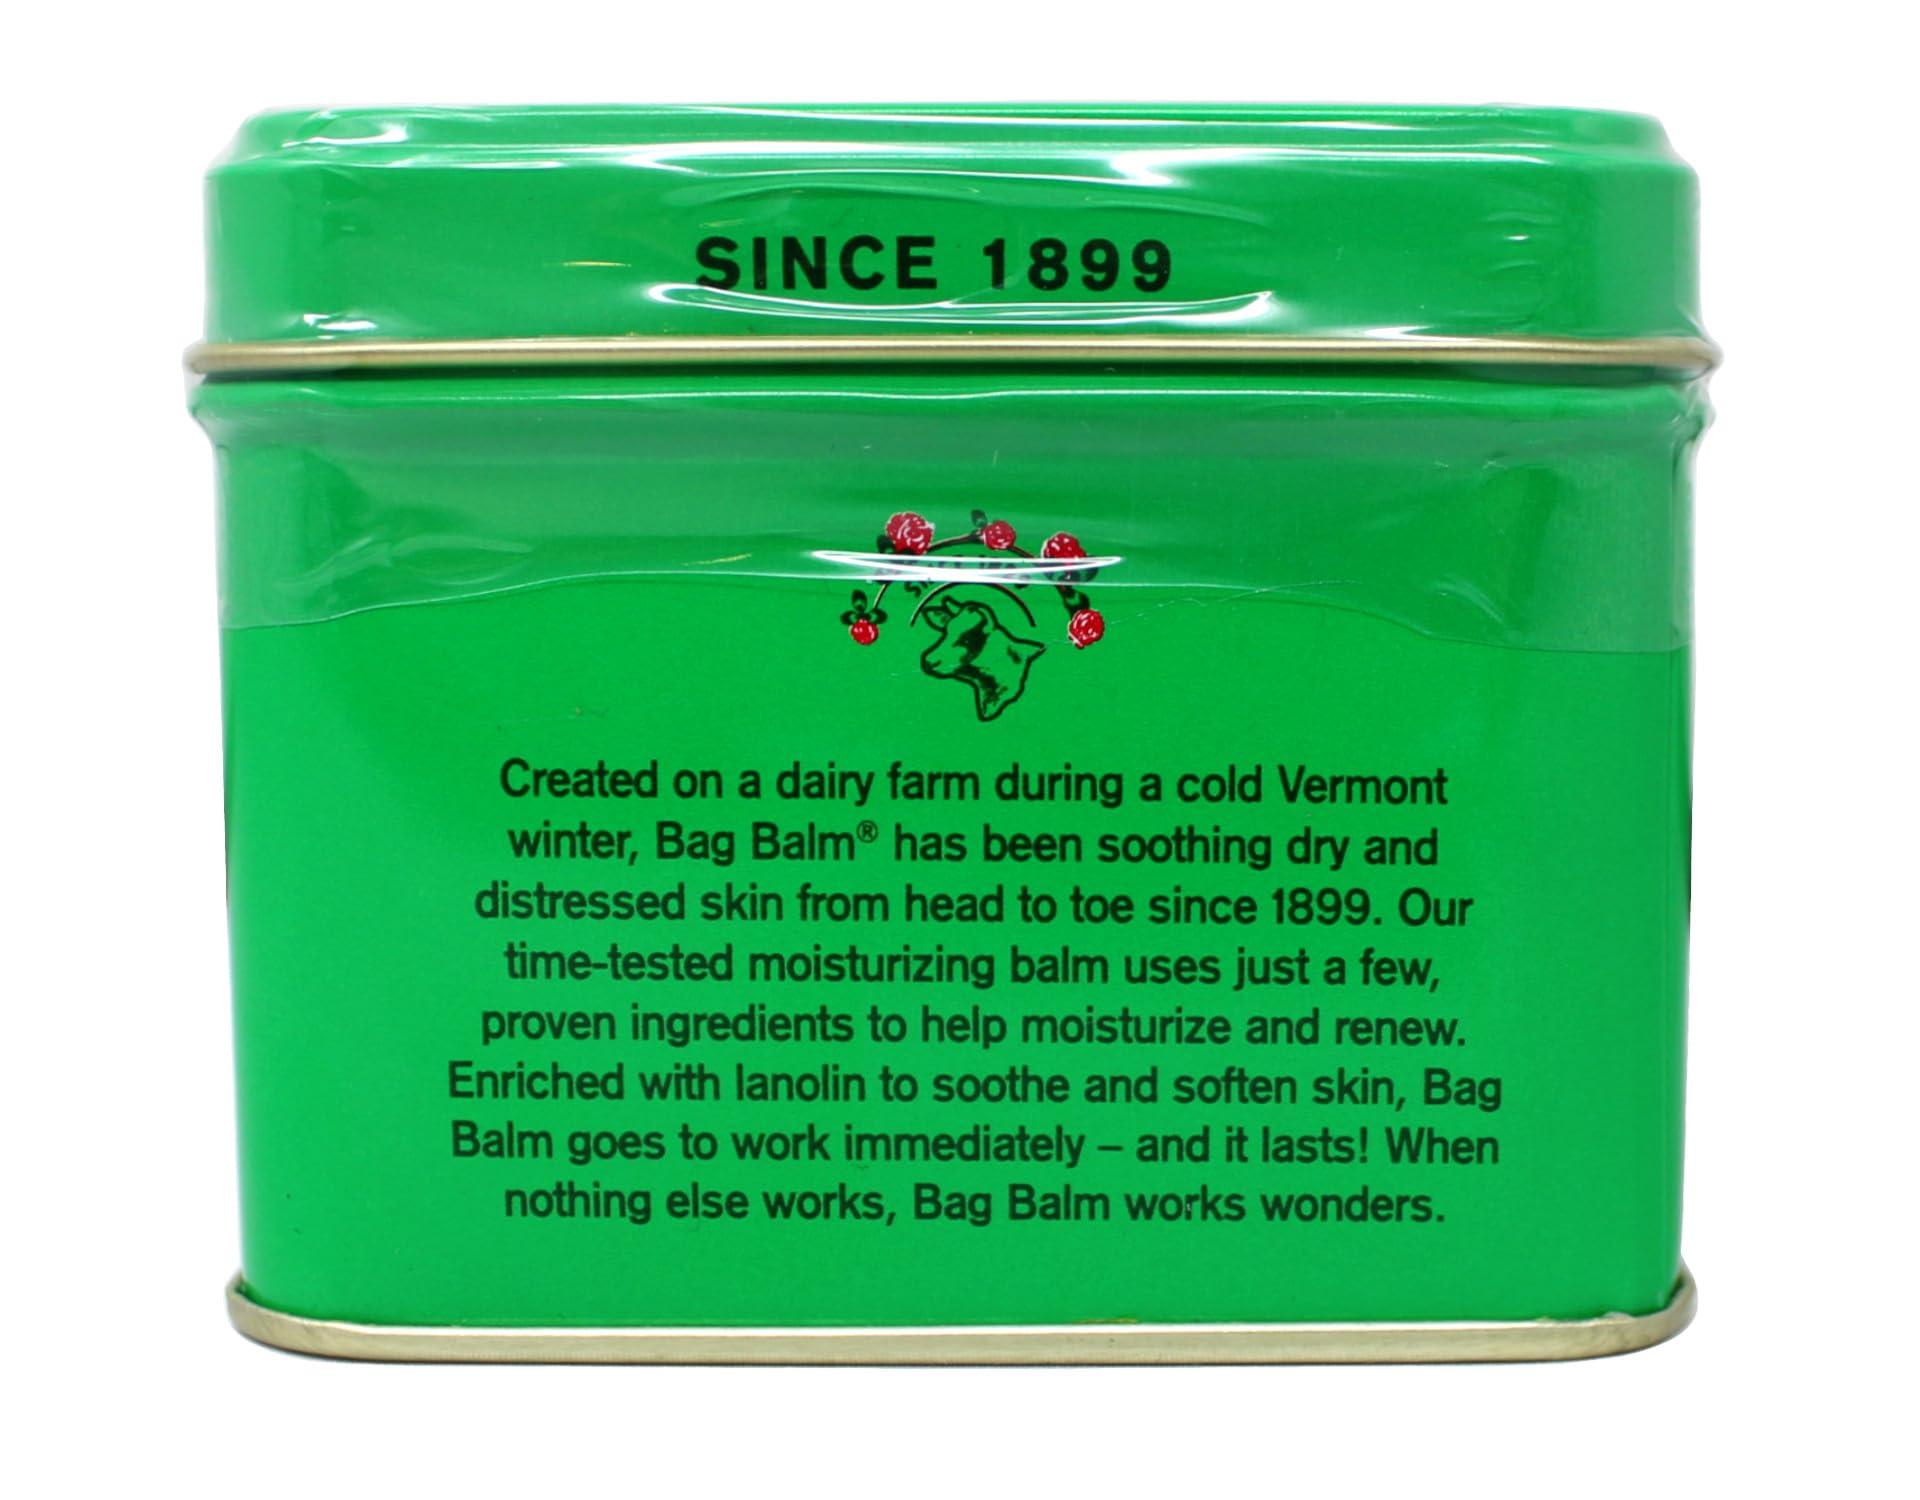 SINCE 1899
Created on a dairy farm during a cold Vermont
winter, Bag Balm® has been soothing dry and
distressed skin from head to toe since 1899. Our
time-tested moisturizing balm uses just a few,
proven ingredients to help moisturize and renew.
Enriched with lanolin to soothe and soften skin, Bag
Balm goes to work immediately – and it lasts! When
nothing else works, Bag Balm works wonders.